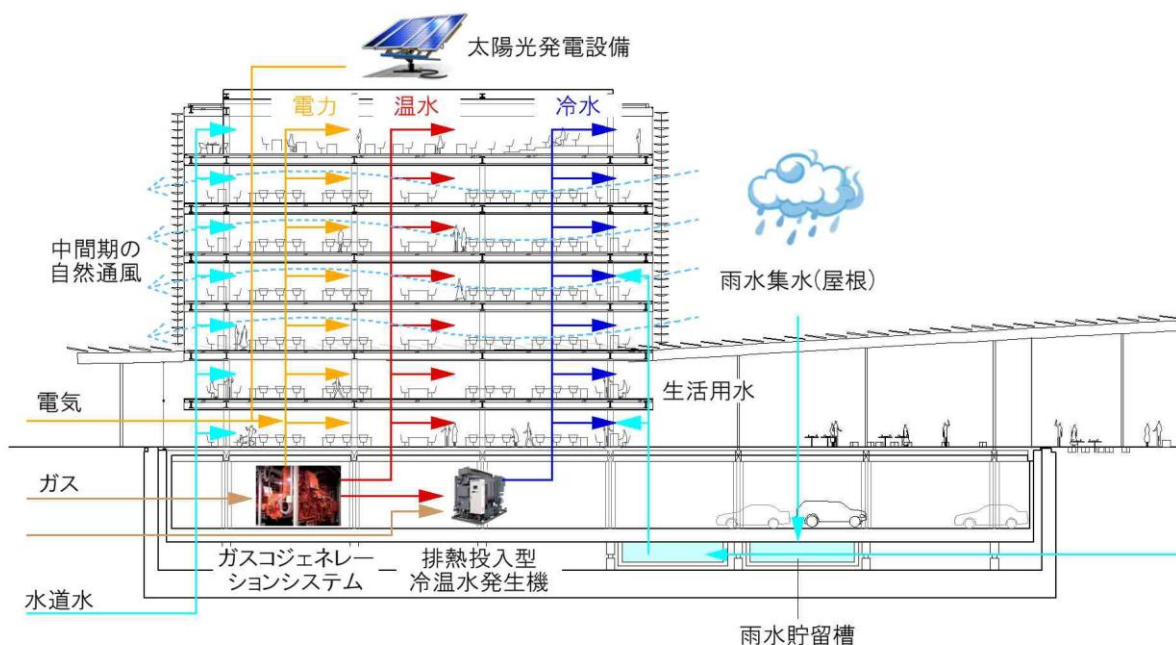 太陽光発電設備
電力
温水
冷水
中間期の
自然通風
雨水集水(屋根)
生活用水
電気
ガス
ガスコジェネレー
ションシステム
排熱投入型
冷温水発生機
水道水
雨水貯留槽